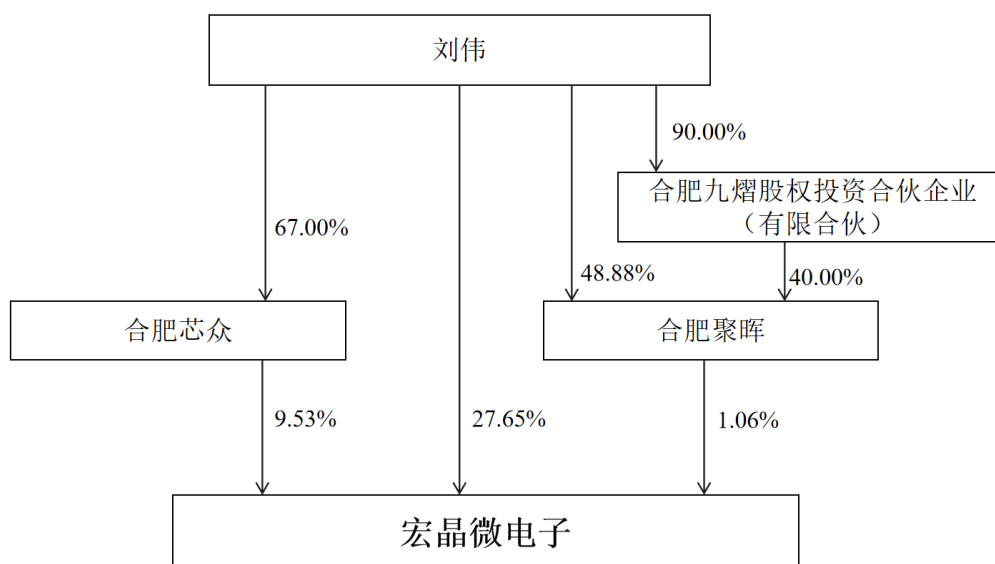 刘伟
90.00%
合肥九熠股权投资合伙企业
（有限合伙）
67.00%
48.88%
40.00%
合肥芯众
合肥聚晖
9.53%
27.65%
1.06%
宏晶微电子